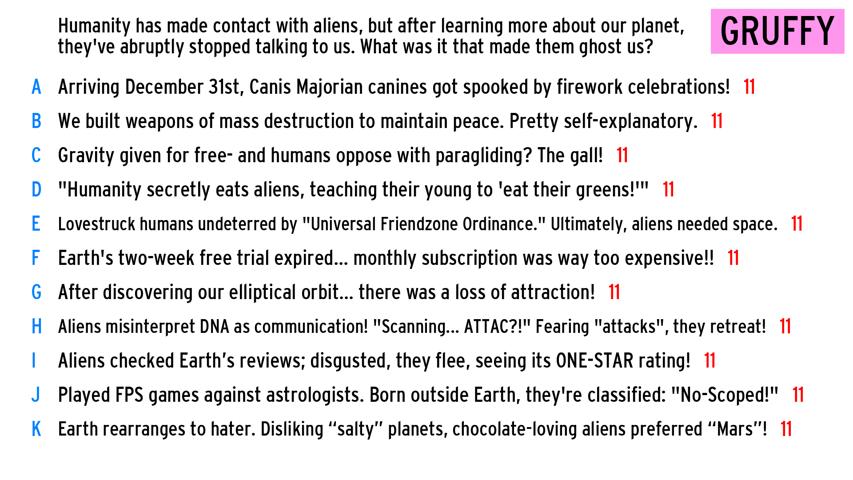 Humanity has made contact with aliens, but after learning more about our planet,
they've abruptly stopped talking to us. What was it that made them ghost us?
GRUFFY
A Arriving December 31st, Canis Majorian canines got spooked by firework celebrations! 11
B We built weapons of mass destruction to maintain peace. Pretty self-explanatory. 11
C Gravity given for free- and humans oppose with paragliding? The gall! 11
D "Humanity secretly eats aliens, teaching their young to 'eat their greens!'" 11
E Lovestruck humans undeterred by "Universal Friendzone Ordinance." Ultimately, aliens needed space. 11
F Earth's two-week free trial expired... monthly subscription was way too expensive!! 11
G After discovering our elliptical orbit... there was a loss of attraction! 11
H Aliens misinterpret DNA as communication! "Scanning... ATTAC?!" Fearing "attacks", they retreat! 11
I Aliens checked Earth’s reviews; disgusted, they flee, seeing its ONE-STAR rating! 11
J Played FPS games against astrologists. Born outside Earth, they're classified: "No-Scoped!" 11
K Earth rearranges to hater. Disliking “salty” planets, chocolate-loving aliens preferred “Mars”! 11